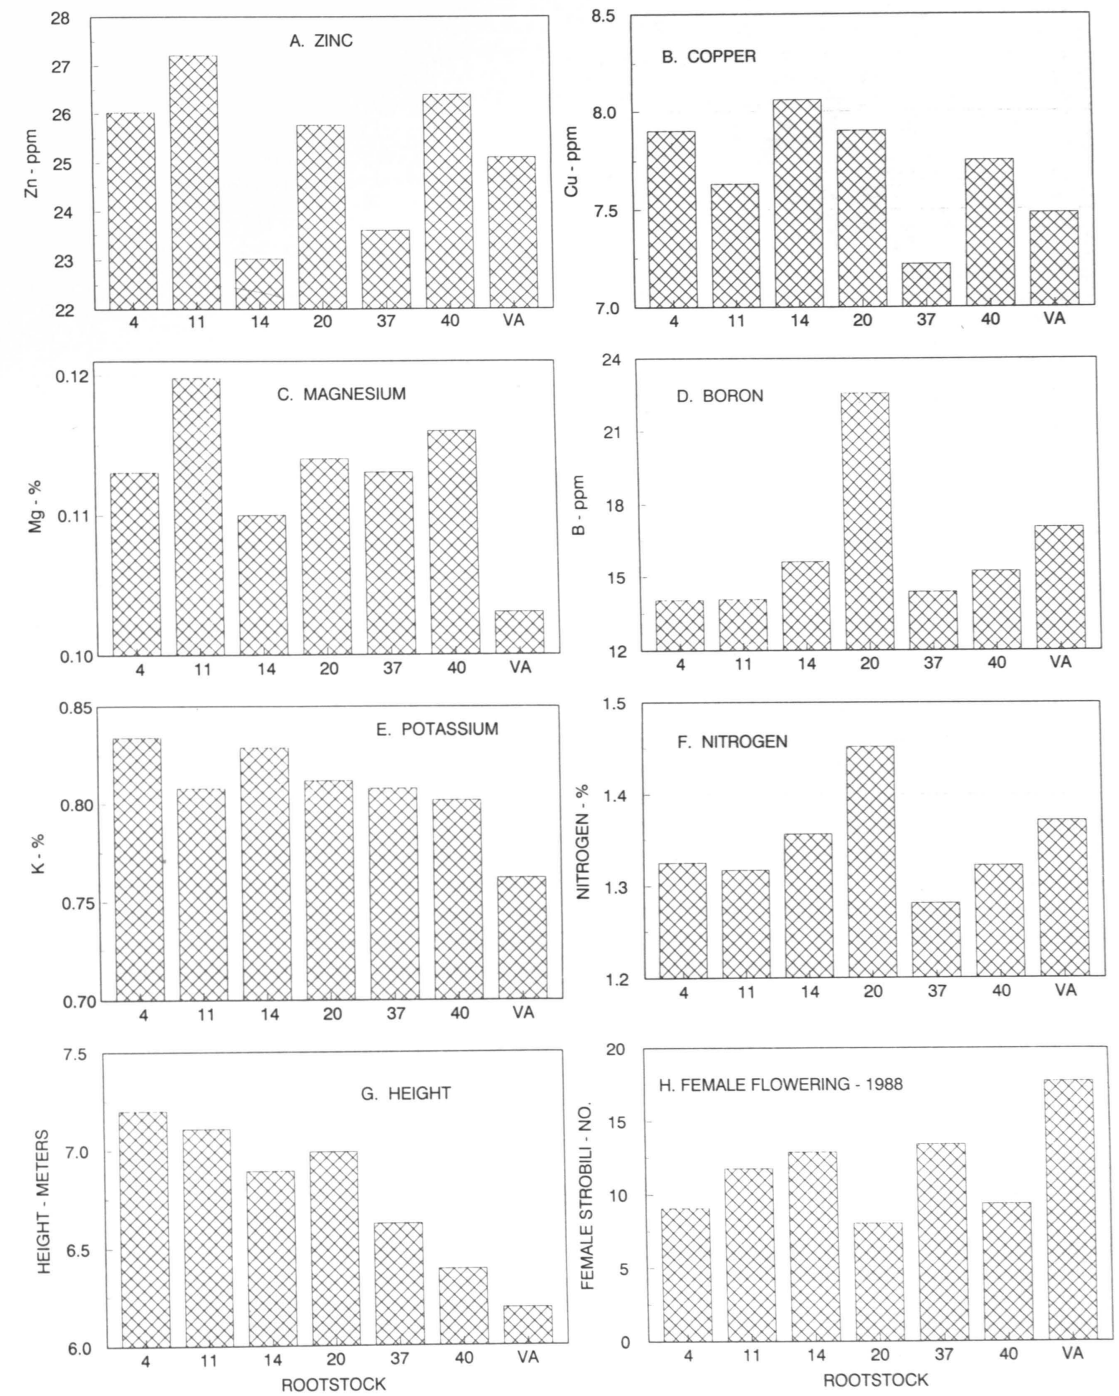 A. ZINC
Zn - ppm
28
27
26
25
24
23
22
4 11 14 20 37 40 VA
B. COPPER
Cu - ppm
8.5
8.0
7.5
7.0
4 11 14 20 37 40 VA
C. MAGNESIUM
Mg - %
0.12
0.11
0.10
4 11 14 20 37 40 VA
D. BORON
B - ppm
24
21
18
15
12
4 11 14 20 37 40 VA
E. POTASSIUM
K - %
0.85
0.80
0.75
0.70
4 11 14 20 37 40 VA
F. NITROGEN
NITROGEN - %
1.5
1.4
1.3
1.2
4 11 14 20 37 40 VA
G. HEIGHT
HEIGHT - METERS
7.5
7.0
6.5
6.0
4 11 14 20 37 40 VA
ROOTSTOCK
H. FEMALE FLOWERING - 1988
FEMALE STROBILI - NO.
20
15
10
5
0
4 11 14 20 37 40 VA
ROOTSTOCK